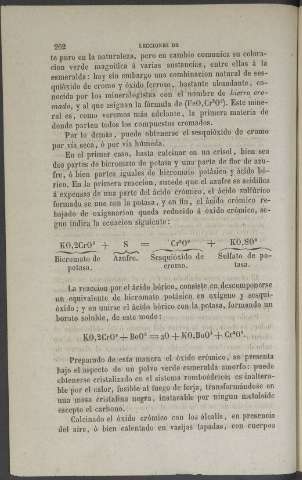 262 LECCIONES DE
te puro en la naturaleza, pero en cambio comunica su colora-
cion verde magnífica á varias sustancias, entre ellas á la
esmeralda: hay sin embargo una combinacion natural de ses-
quióxido de cromo y óxido ferroso, bastante abundante, co-
nocida por los mineralogistas con el nombre de hierro cro-
mado, y al que asignan la fórmula de (FeO,Cr²O³). Este mine-
ral es, como veremos más adelante, la primera materia de
donde parten todos los compuestos cromados.
Por lo demás, puede obtenerse el sesquióxido de cromo
por vía seca, ó por vía húmeda.
En el primer caso, basta calcinar en un crisol, bien sea
dos partes de bicromato de potasa y una parte de flor de azu-
fre, ó bien partes iguales de bicromato potásico y ácido bó-
rico. En la primera reaccion, sucede que el azufre se acidifica
á expensas de una parte del ácido crómico, el ácido sulfúrico
formado se une con la potasa, y en fin, el ácido crómico re-
bajado de oxigenacion queda reducido á óxido crómico, se-
gun indica la ecuacion siguiente:
KO,2CrO³ + S = Cr²O³ + KO,SO³
Bicromato de Azufre. Sesquióxido de Sulfato de po-
potasa. cromo. tasa.
La reaccion por el ácido bórico, consiste en descomponerse
un equivalente de bicromato potásico en oxígeno y sesqui-
óxido; y en unirse el ácido bórico con la potasa, formando un
borato soluble, de este modo:
KO,2CrO³ + BoO³ = 3O + KO,BoO³ + Cr²O³.
Preparado de esta manera el óxido crómico, se presenta
bajo el aspecto de un polvo verde esmeralda amorfo: puede
obtenerse cristalizado en el sistema romboédrico; es inaltera-
ble por el calor, fusible al fuego de forja, transformándose en
una masa cristalina negra, inatacable por ningun metaloide
escepto el carbono.
Calcinado el óxido crómico con los álcalis, en presencia
del aire, ó bien calentado en vasijas tapadas, con cuerpos